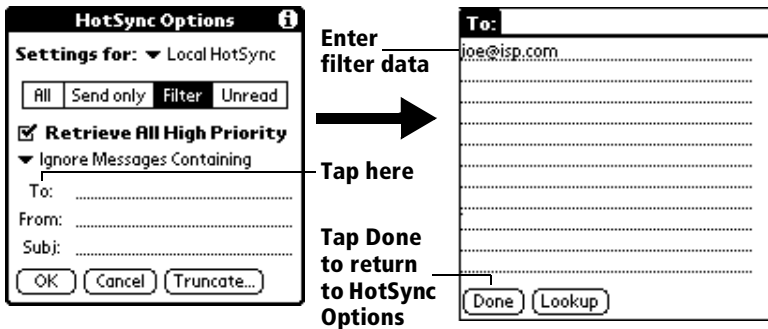 HotSync Options i
Settings for: Local HotSync
All Send only Filter Unread
Retrieve All High Priority
Ignore Messages Containing
To:
From:
Subj:
OK Cancel Truncate...
Enter
filter data
Tap here
Tap Done
to return
to HotSync
Options
To:
joe@isp.com
Done Lookup